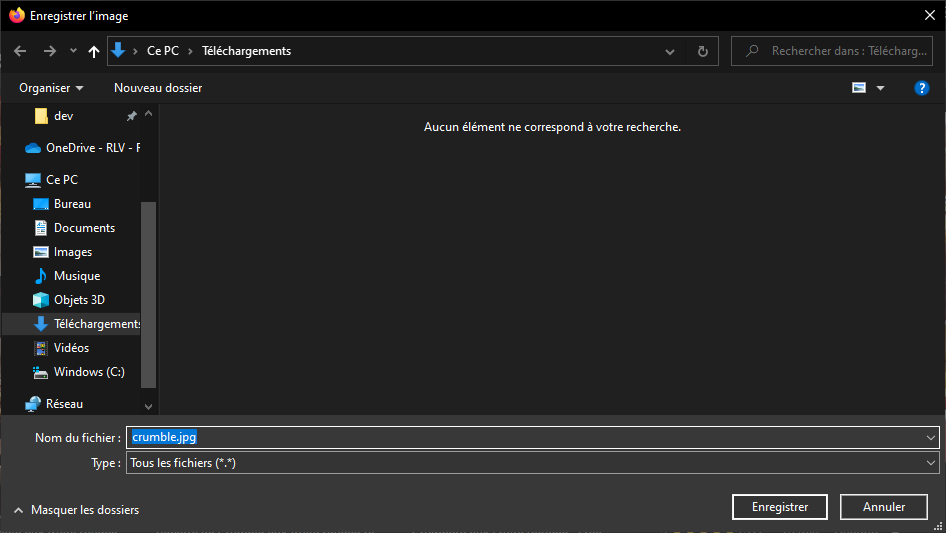 Enregistrer l'image
Ce PC > Téléchargements
Rechercher dans : Télécharg...
Organiser
Nouveau dossier
?
dev
Aucun élément ne correspond à votre recherche.
OneDrive - RLV - F
Ce PC
Bureau
Documents
Images
Musique
Objets 3D
Téléchargements
Vidéos
Windows (C:)
Réseau
Nom du fichier : crumble.jpg
Type : Tous les fichiers (*.*)
Masquer les dossiers
Enregistrer
Annuler